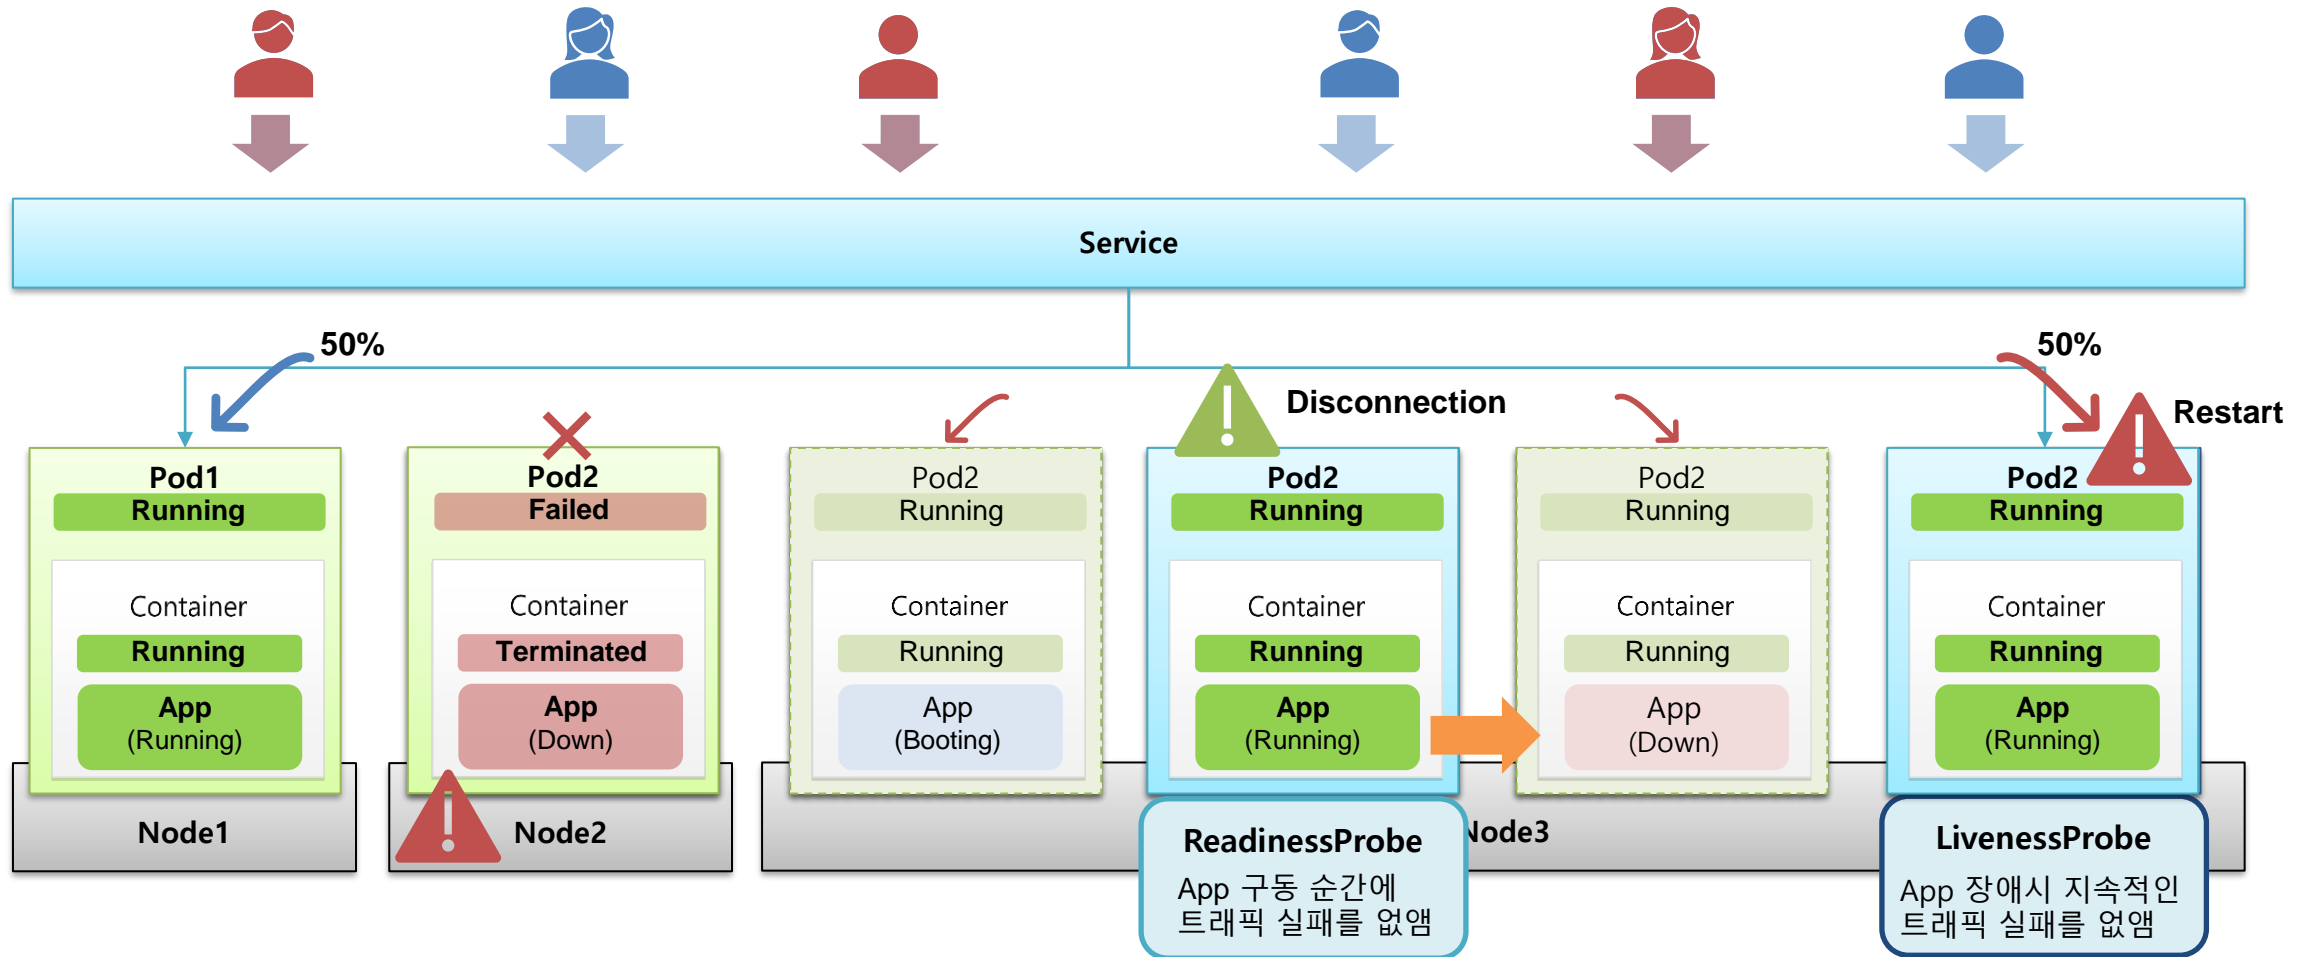 Service
50%
50%
Disconnection
Restart
Pod1
Running
Container
Running
App
(Running)
Node1
Pod2
Failed
Container
Terminated
App
(Down)
Node2
Pod2
Running
Container
Running
App
(Booting)
Pod2
Running
Container
Running
App
(Running)
Pod2
Running
Container
Running
App
(Down)
Pod2
Running
Container
Running
App
(Running)
Node3
ReadinessProbe
App 구동 순간에
트래픽 실패를 없앰
LivenessProbe
App 장애시 지속적인
트래픽 실패를 없앰